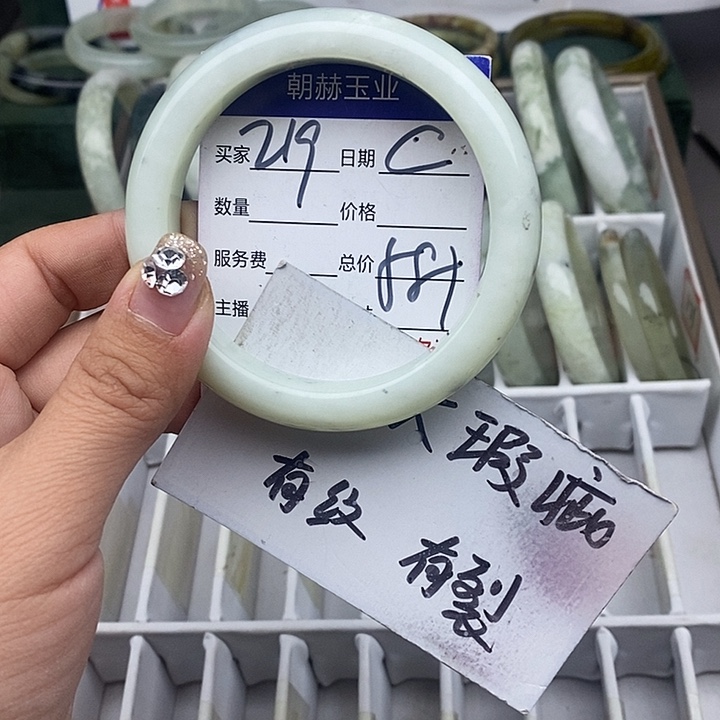 朝赫玉业
买家 219 日期 C
数量 价格
服务费 总价
主播
瑕疵
有纹
有裂